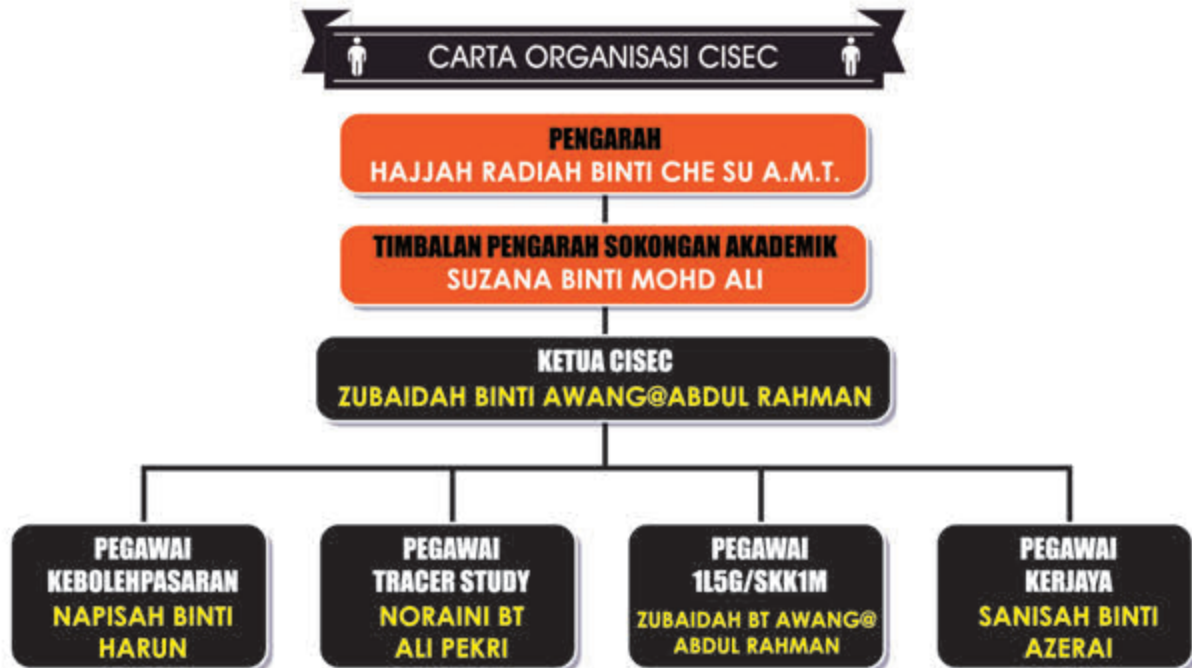 CARTA ORGANISASI CISEC
PENGARAH
HAJJAH RADIAH BINTI CHE SU A.M.T.
TIMBALAN PENGARAH SOKONGAN AKADEMIK
SUZANA BINTI MOHD ALI
KETUA CISEC
ZUBAIDAH BINTI AWANG@ABDUL RAHMAN
PEGAWAI
KEBOLEHPASARAN
NAPISAH BINTI
HARUN
PEGAWAI
TRACER STUDY
NORAINI BT
ALI PEKRI
PEGAWAI
1L5G/SKK1M
ZUBAIDAH BT AWANG@
ABDUL RAHMAN
PEGAWAI
KERJAYA
SANISAH BINTI
AZERAI